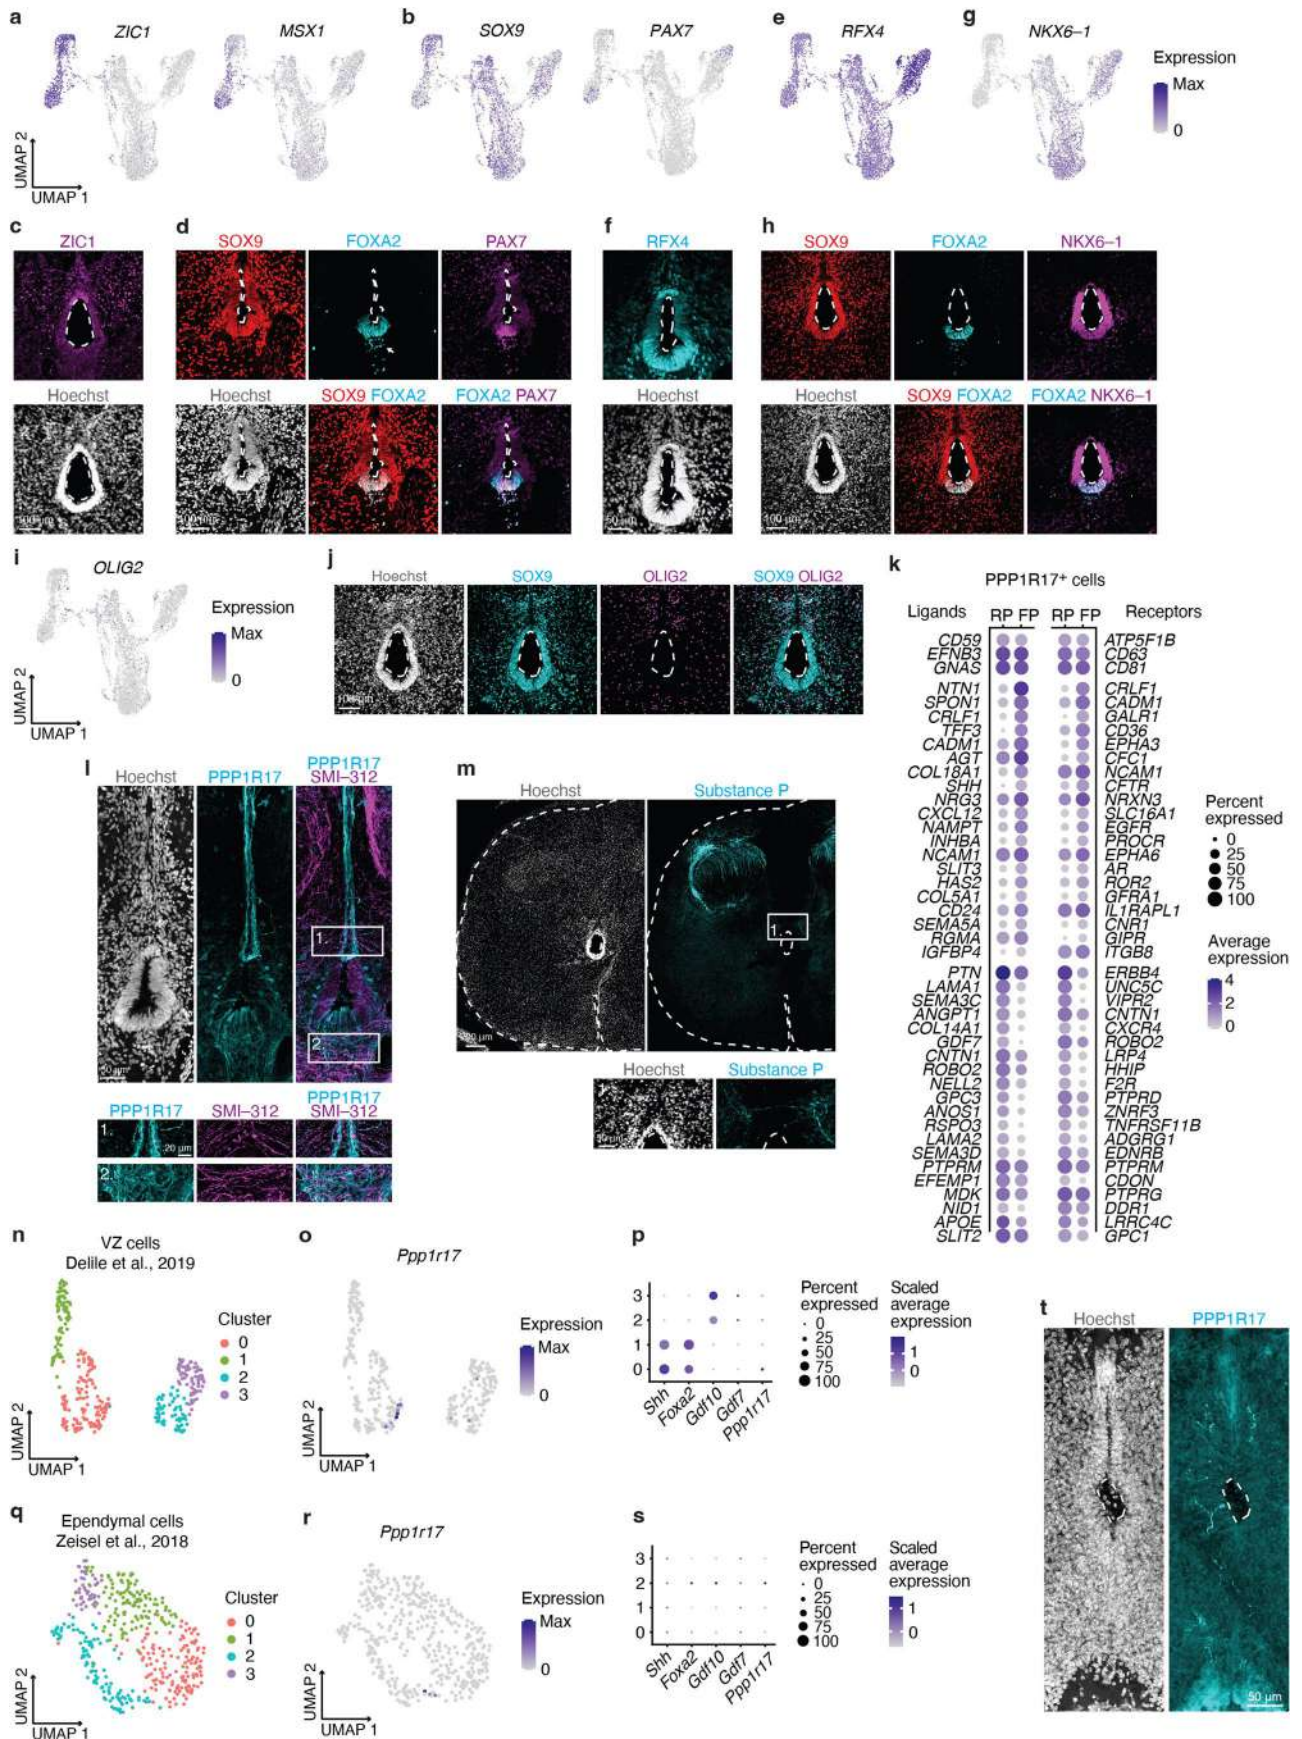 a
ZIC1
MSX1
b
SOX9
PAX7
e
RFX4
g
NKX6–1
Expression
Max
0
UMAP 2
UMAP 1
c
ZIC1
d
SOX9
FOXA2
PAX7
f
RFX4
h
SOX9
FOXA2
NKX6–1
Hoechst
Hoechst
SOX9 FOXA2
FOXA2 PAX7
Hoechst
Hoechst
SOX9 FOXA2
FOXA2 NKX6–1
100 µm
100 µm
50 µm
100 µm
i
OLIG2
Expression
Max
0
UMAP 2
UMAP 1
j
Hoechst
SOX9
OLIG2
SOX9 OLIG2
100 µm
k
PPP1R17+ cells
Ligands
RP FP
RP FP
Receptors
CD59 ATP5F1B
EFNB3 CD63
GNAS CD81
NTN1 CRLF1
SPON1 CADM1
CRLF1 GALR1
TFF3 CD36
CADM1 EPHA3
AGT CFC1
COL18A1 NCAM1
SHH CFTR
NRG3 NRXN3
CXCL12 SLC16A1
NAMPT EGFR
INHBA PROCR
NCAM1 EPHA6
SLIT3 AR
HAS2 ROR2
COL5A1 GFRA1
CD24 IL1RAPL1
SEMA5A CNR1
RGMA GIPR
IGFBP4 ITGB8
PTN ERBB4
LAMA1 UNC5C
SEMA3C VIPR2
ANGPT1 CNTN1
COL14A1 CXCR4
GDF7 ROBO2
CNTN1 LRP4
ROBO2 HHIP
NELL2 F2R
GPC3 PTPRD
ANOS1 ZNRF3
RSPO3 TNFRSF11B
LAMA2 ADGRG1
SEMA3D EDNRB
PTPRM PTPRM
EFEMP1 CDON
MDK PTPRG
NID1 DDR1
APOE LRRC4C
SLIT2 GPC1
Percent
expressed
0
25
50
75
100
Average
expression
4
2
0
l
Hoechst
PPP1R17
PPP1R17
SMI–312
1.
2.
50 µm
PPP1R17
SMI–312
PPP1R17
SMI–312
1.
20 µm
2.
m
Hoechst
Substance P
1.
200 µm
Hoechst
Substance P
50 µm
n
VZ cells
Delile et al., 2019
Cluster
0
1
2
3
UMAP 2
UMAP 1
o
Ppp1r17
Expression
Max
0
UMAP 2
UMAP 1
p
3
2
1
0
Shh
Foxa2
Gdf10
Gdf7
Ppp1r17
Percent
expressed
0
25
50
75
100
Scaled
average
expression
1
0
q
Ependymal cells
Zeisel et al., 2018
Cluster
0
1
2
3
UMAP 2
UMAP 1
r
Ppp1r17
Expression
Max
0
UMAP 2
UMAP 1
s
3
2
1
0
Shh
Foxa2
Gdf10
Gdf7
Ppp1r17
Percent
expressed
0
25
50
75
100
Scaled
average
expression
1
0
t
Hoechst
PPP1R17
50 µm